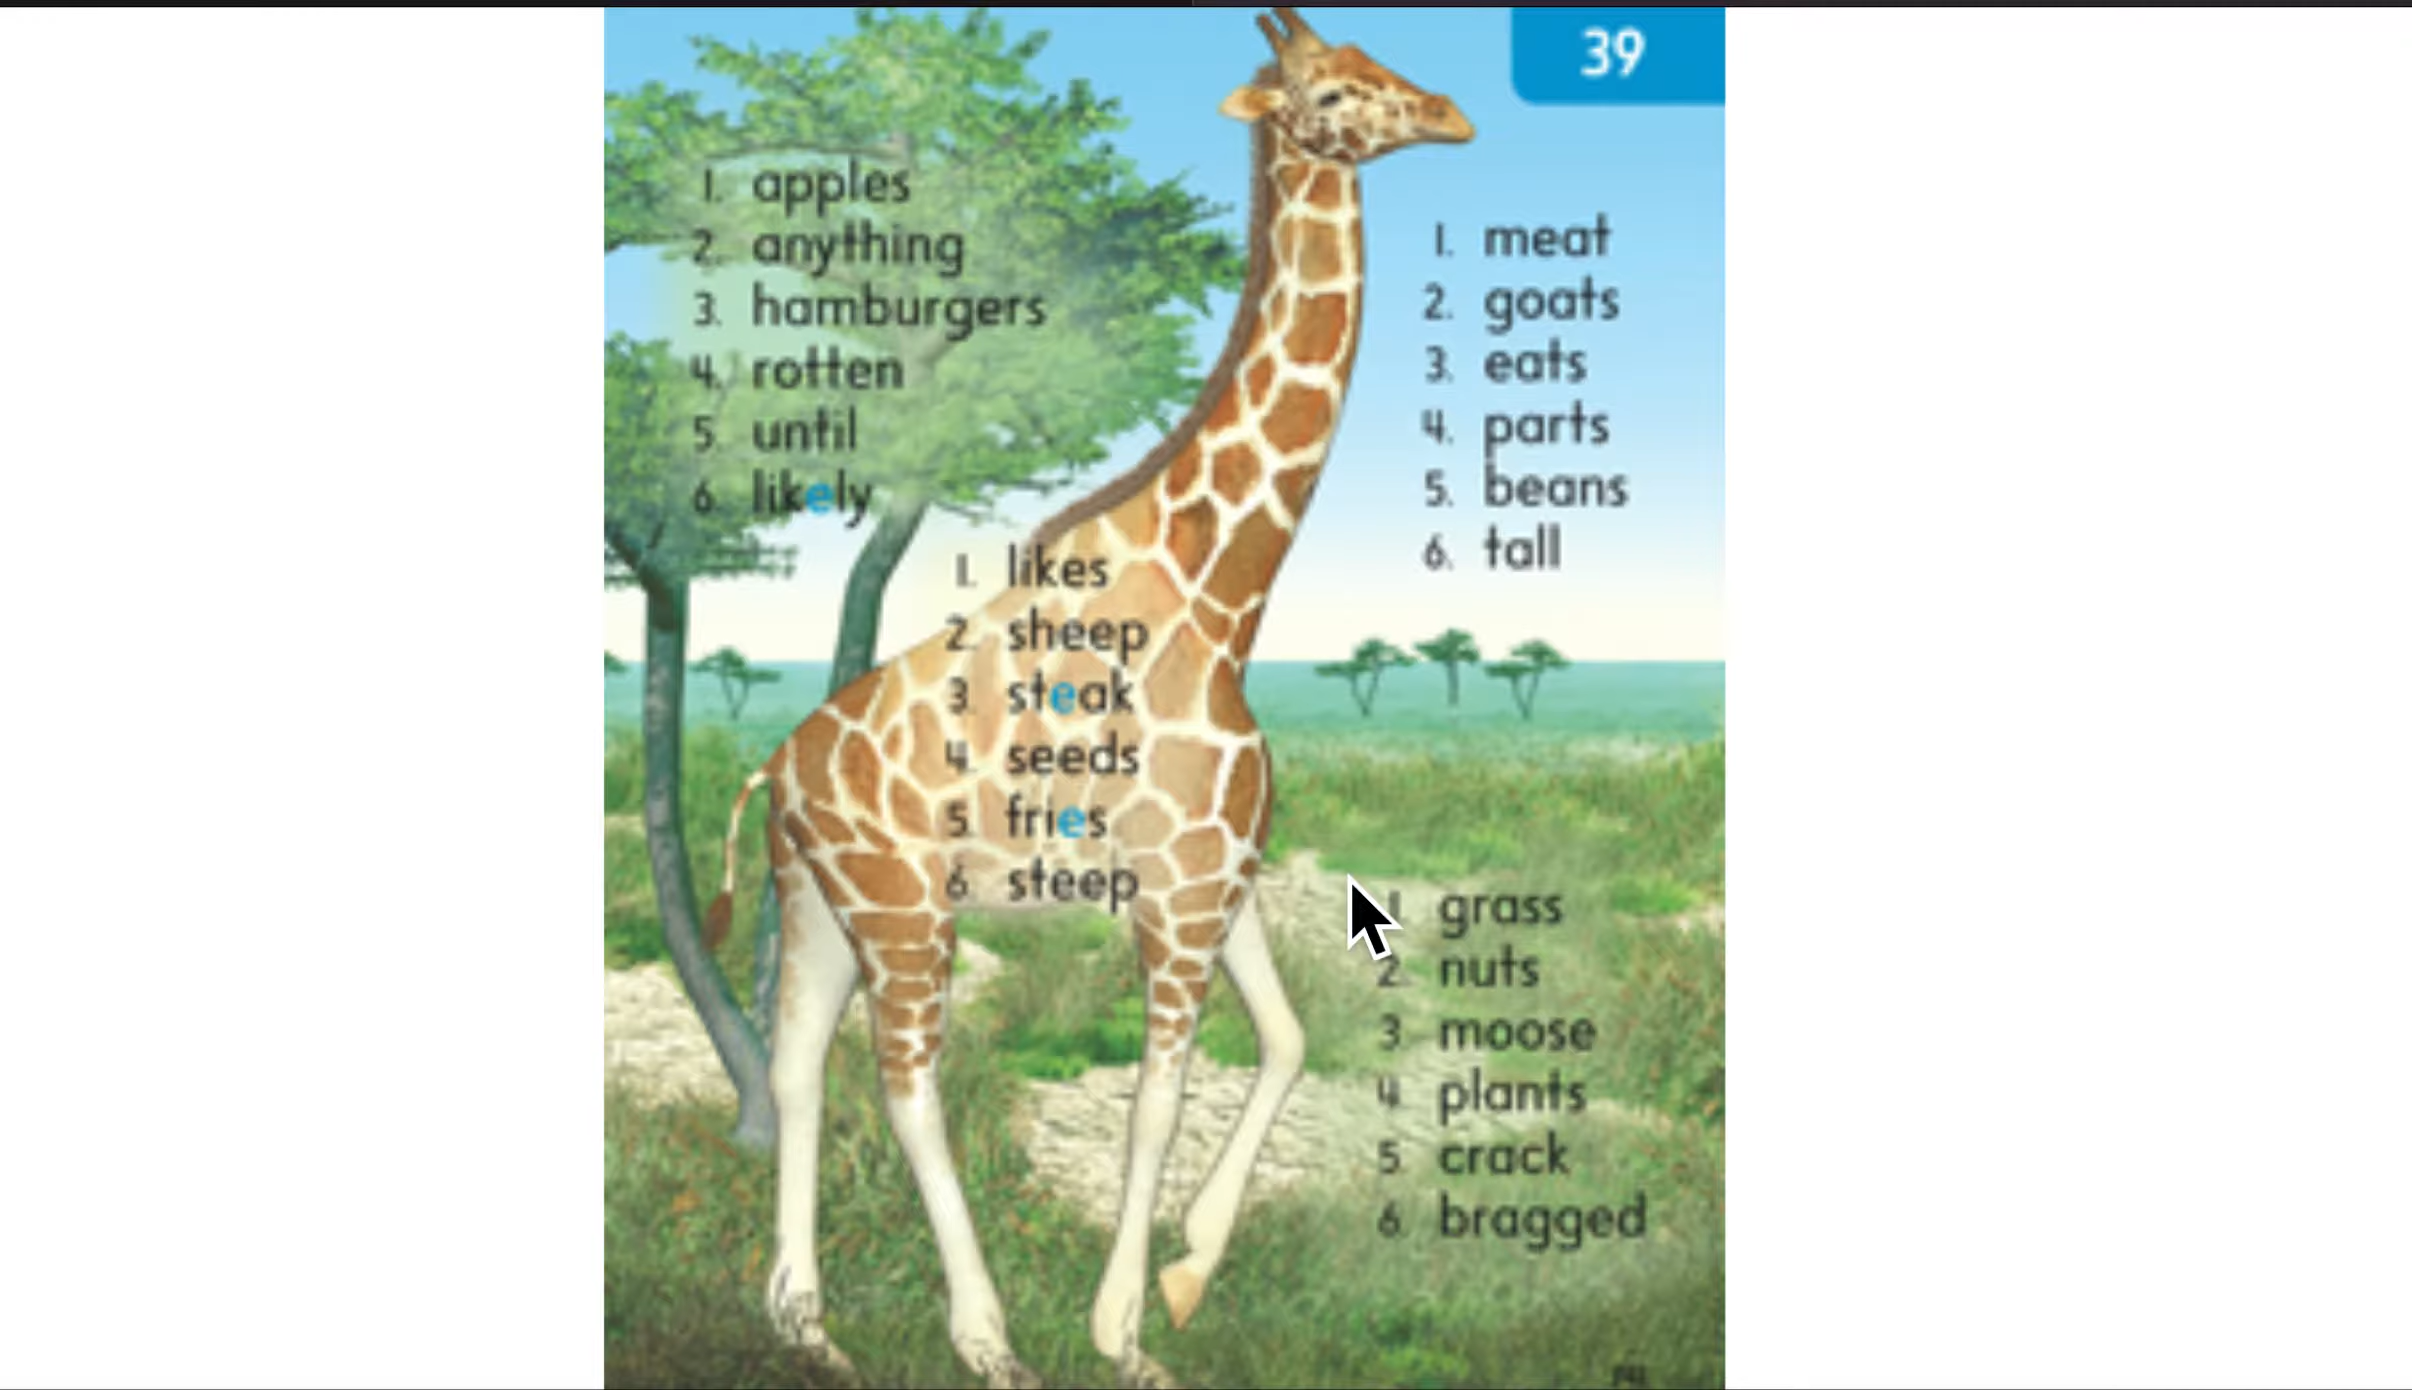 39
1. apples
2. anything
3. hamburgers
4. rotten
5. until
6. likely
1. meat
2. goats
3. eats
4. parts
5. beans
6. tall
1. likes
2. sheep
3. steak
4. seeds
5. fries
6. steep
1. grass
2. nuts
3. moose
4. plants
5. crack
6. bragged